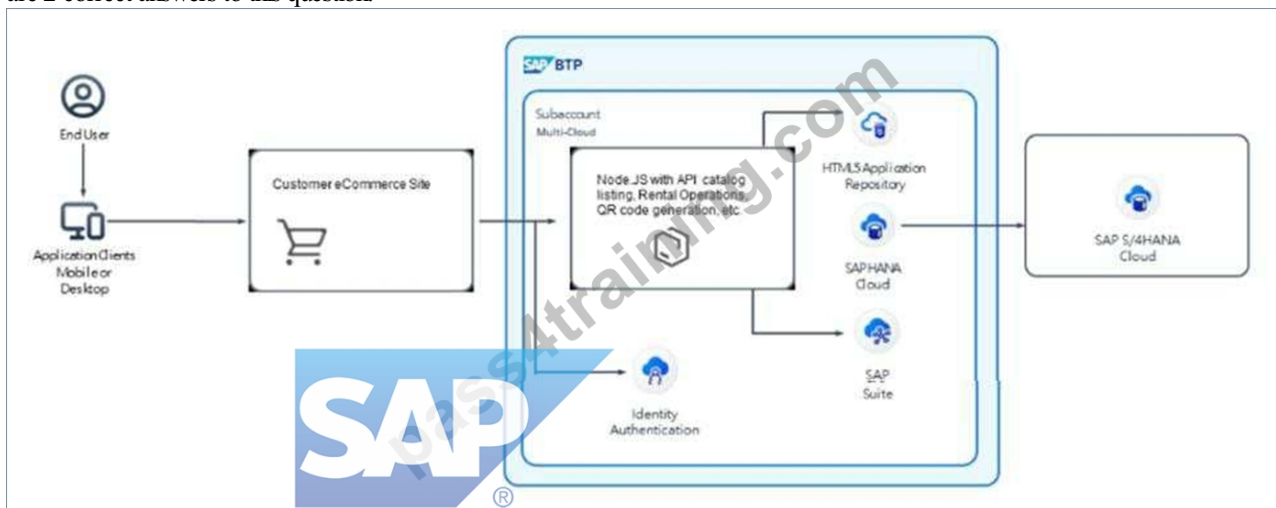 are 2 correct answers to this question.
SAP BTP
Subaccount
Multi-Cloud
End User
Customer eCommerce Site
Node.JS with API catalog
listing, Rental Operations,
QR code generation, etc.
HTML5 Application
Repository
Application Clients
Mobile or
Desktop
SAP HANA
Cloud
SAP S/4HANA
Cloud
SAP
Suite
Identity
Authentication
SAP
®
pass4training.com